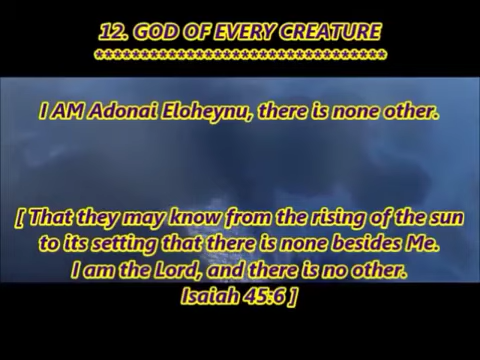 12. GOD OF EVERY CREATURE
********************************
I AM Adonai Eloheynu, there is none other.
[ That they may know from the rising of the sun
to its setting that there is none besides Me.
I am the Lord, and there is no other.
Isaiah 45:6 ]